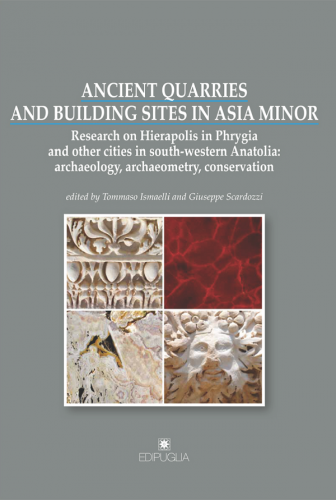 ANCIENT QUARRIES
AND BUILDING SITES IN ASIA MINOR
Research on Hierapolis in Phrygia
and other cities in south-western Anatolia:
archaeology, archaeometry, conservation
edited by Tommaso Ismaelli and Giuseppe Scardozzi
EDIPUGLIA